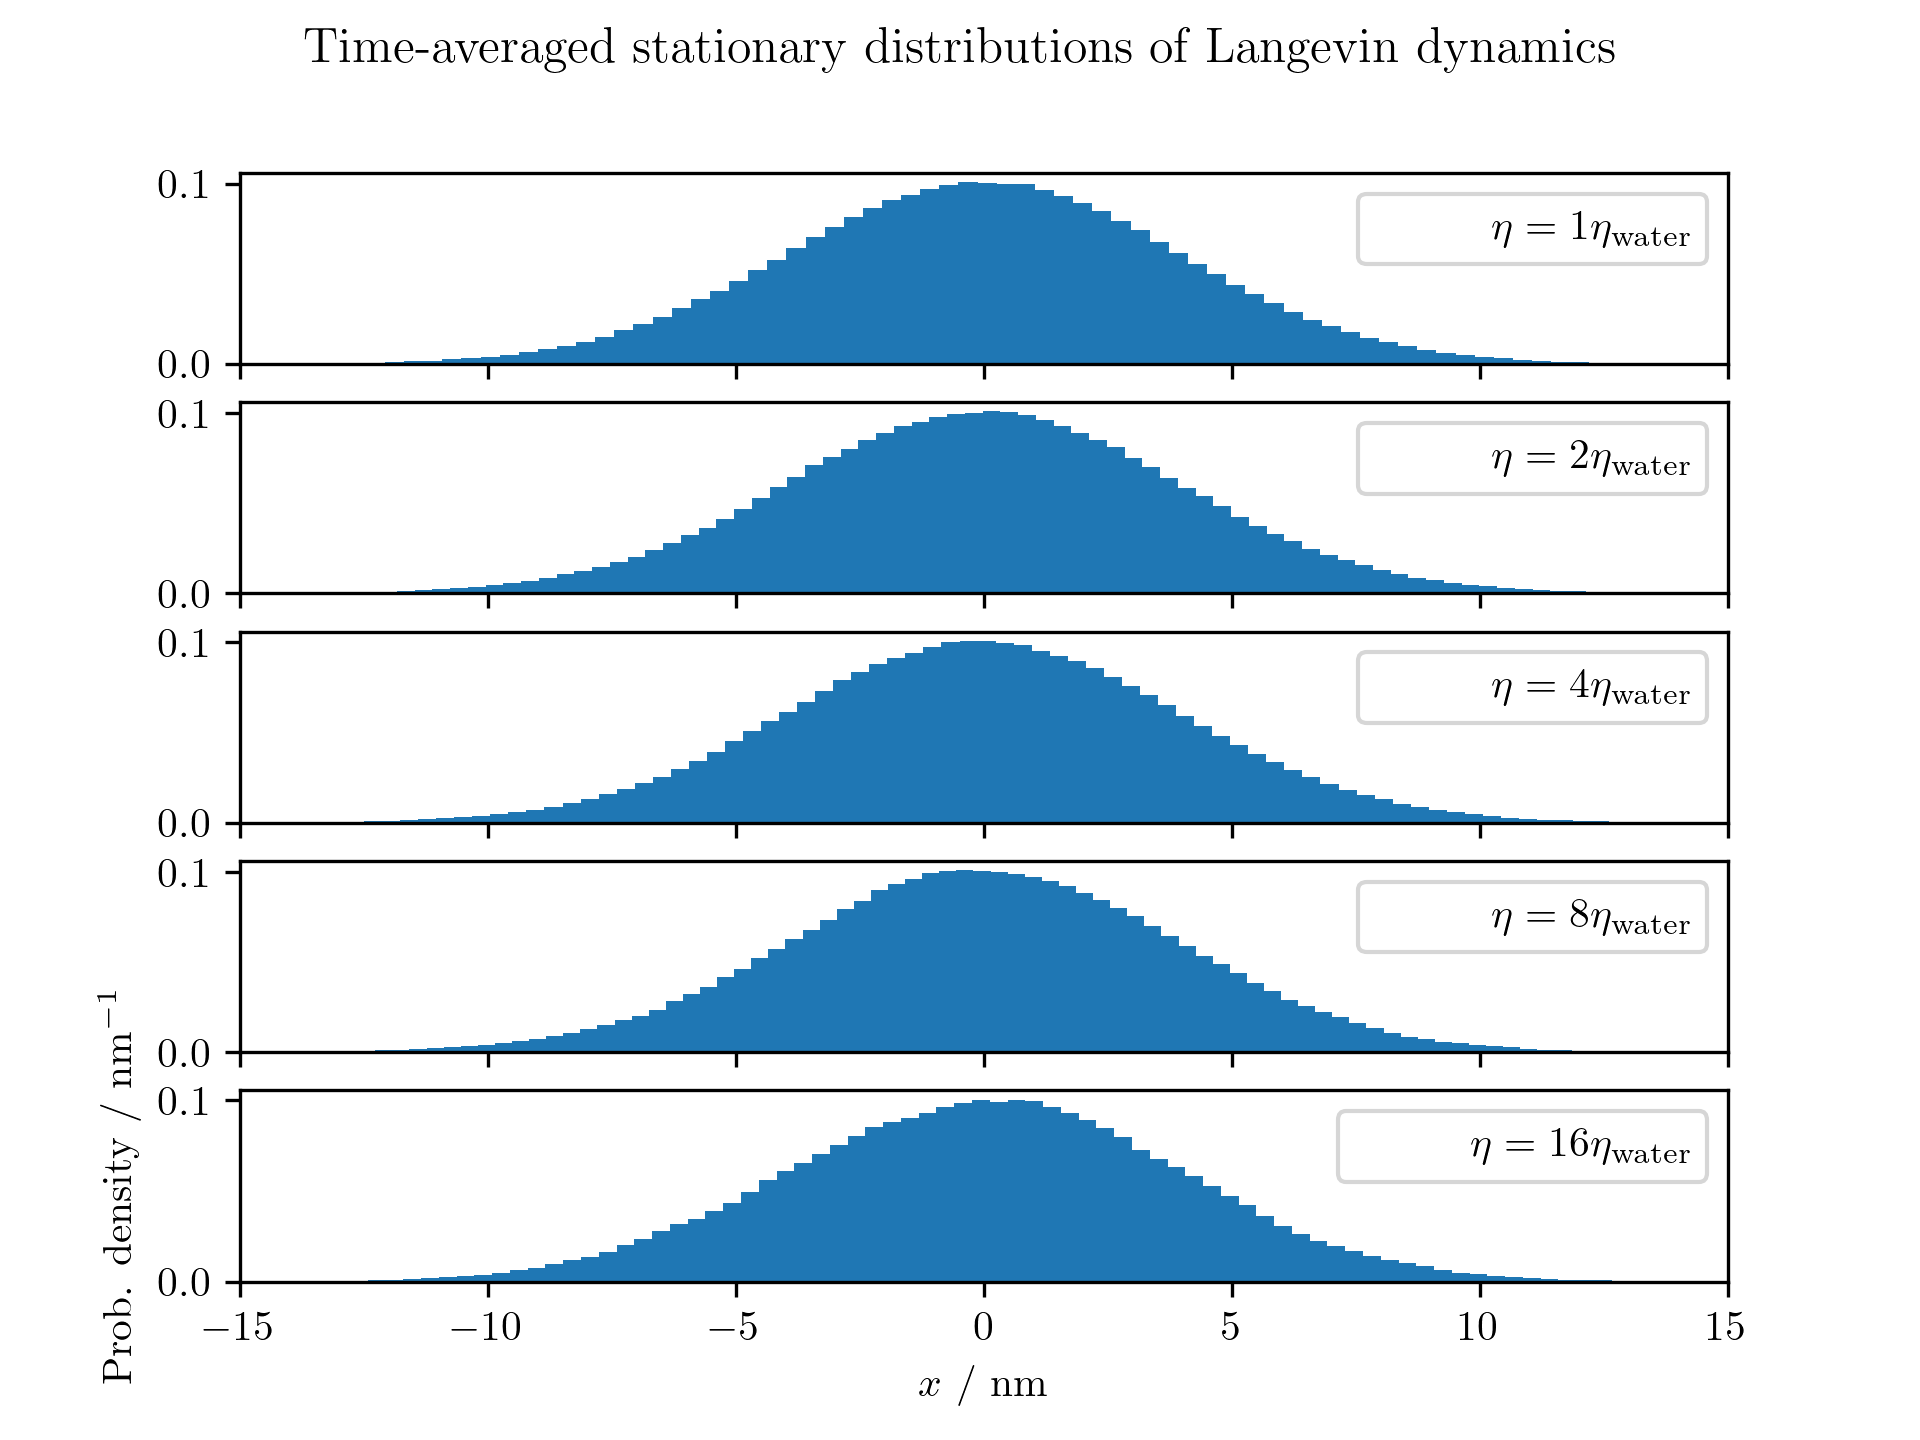 Time-averaged stationary distributions of Langevin dynamics
0.1
0.0
η = 1η_water
0.1
0.0
η = 2η_water
0.1
0.0
η = 4η_water
0.1
0.0
η = 8η_water
0.1
0.0
η = 16η_water
Prob. density / nm⁻¹
−15 −10 −5 0 5 10 15
x / nm